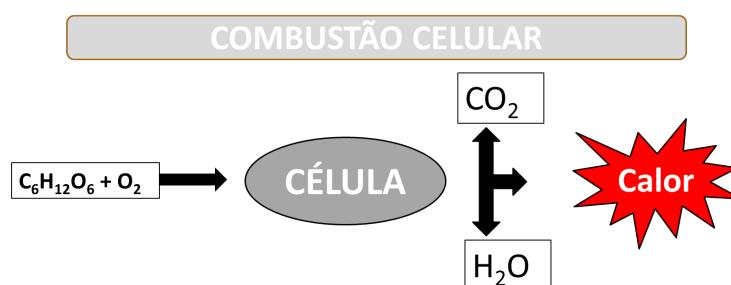 COMBUSTÃO CELULAR
CO₂
C₆H₁₂O₆ + O₂
CÉLULA
Calor
H₂O